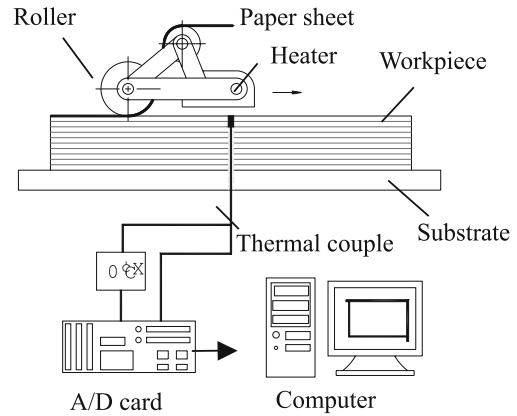 Roller
Paper sheet
Heater
Workpiece
Thermal couple
Substrate
A/D card
Computer